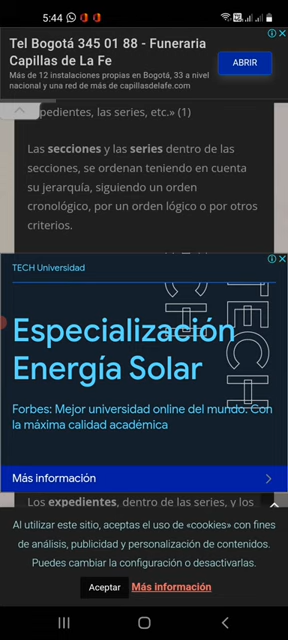 5:44
Tel Bogotá 345 01 88 - Funeraria
Capillas de La Fe
Más de 12 instalaciones propias en Bogotá, 33 a nivel
nacional y una red de más de capillasdelafe.com
ABRIR
expedientes, las series, etc.» (1)
Las secciones y las series dentro de las
secciones, se ordenan teniendo en cuenta
su jerarquía, siguiendo un orden
cronológico, por un orden lógico o por otros
criterios.
TECH Universidad
TECH
Especialización
Energía Solar
Forbes: Mejor universidad online del mundo. Con
la máxima calidad académica
Más información
Los expedientes, dentro de las series, y los
Al utilizar este sitio, aceptas el uso de «cookies» con fines
de análisis, publicidad y personalización de contenidos.
Puedes cambiar la configuración o desactivarlas.
Aceptar Más información